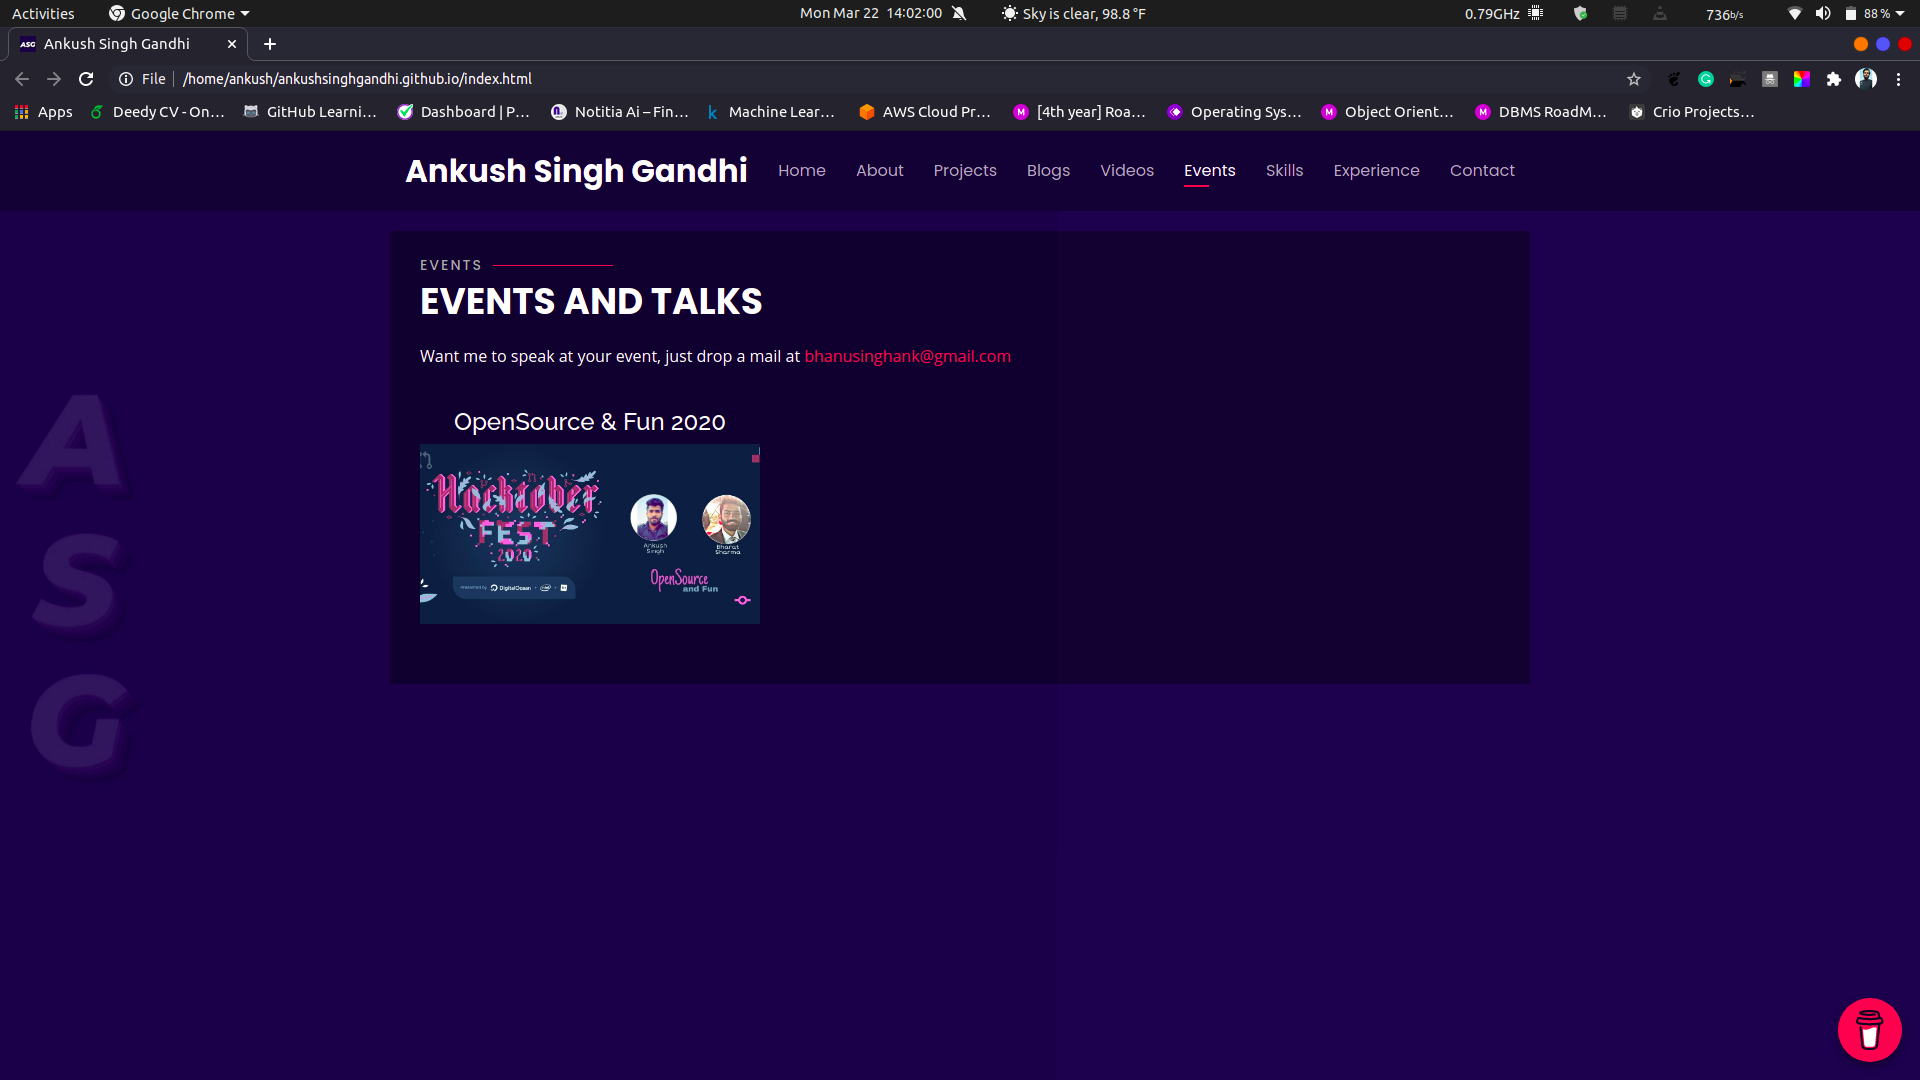 Activities
Google Chrome
Mon Mar 22 14:02:00
Sky is clear, 98.8 °F
0.79GHz
736b/s
88 %
ASG
Ankush Singh Gandhi
File
/home/ankush/ankushsinghgandhi.github.io/index.html
Apps
Deedy CV - On...
GitHub Learni...
Dashboard | P...
Notitia Ai – Fin...
Machine Lear...
AWS Cloud Pr...
[4th year] Roa...
Operating Sys...
Object Orient...
DBMS RoadM...
Crio Projects...
Ankush Singh Gandhi
Home
About
Projects
Blogs
Videos
Events
Skills
Experience
Contact
EVENTS
EVENTS AND TALKS
Want me to speak at your event, just drop a mail at bhanusinghank@gmail.com
OpenSource & Fun 2020
Hacktober
FEST
2020
Presented by DigitalOcean
Ankush
Singh
Bharat
Sharma
OpenSource
and Fun
A
S
G